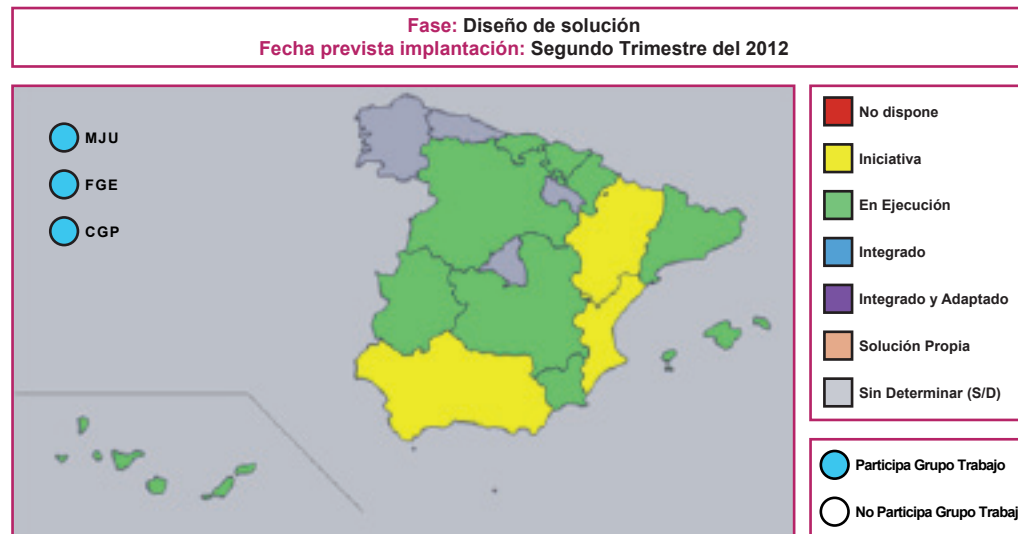 Fase: Diseño de solución
Fecha prevista implantación: Segundo Trimestre del 2012
MJU
FGE
CGP
No dispone
Iniciativa
En Ejecución
Integrado
Integrado y Adaptado
Solución Propia
Sin Determinar (S/D)
Participa Grupo Trabajo
No Participa Grupo Trabaj